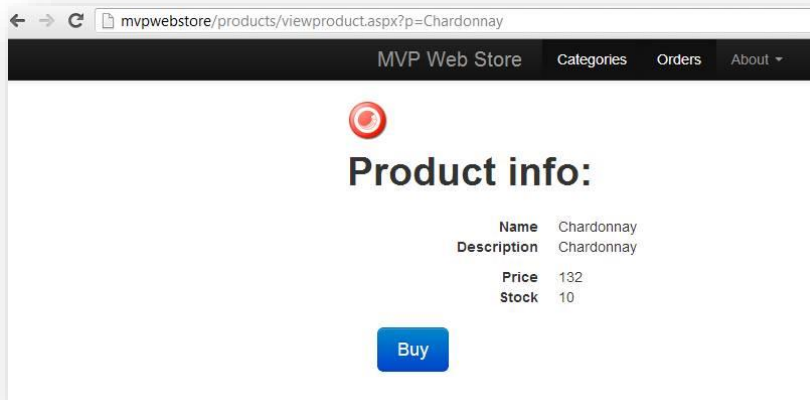 mvpwebstore/products/viewproduct.aspx?p=Chardonnay
MVP Web Store Categories Orders About
Product info:
Name Chardonnay
Description Chardonnay
Price 132
Stock 10
Buy